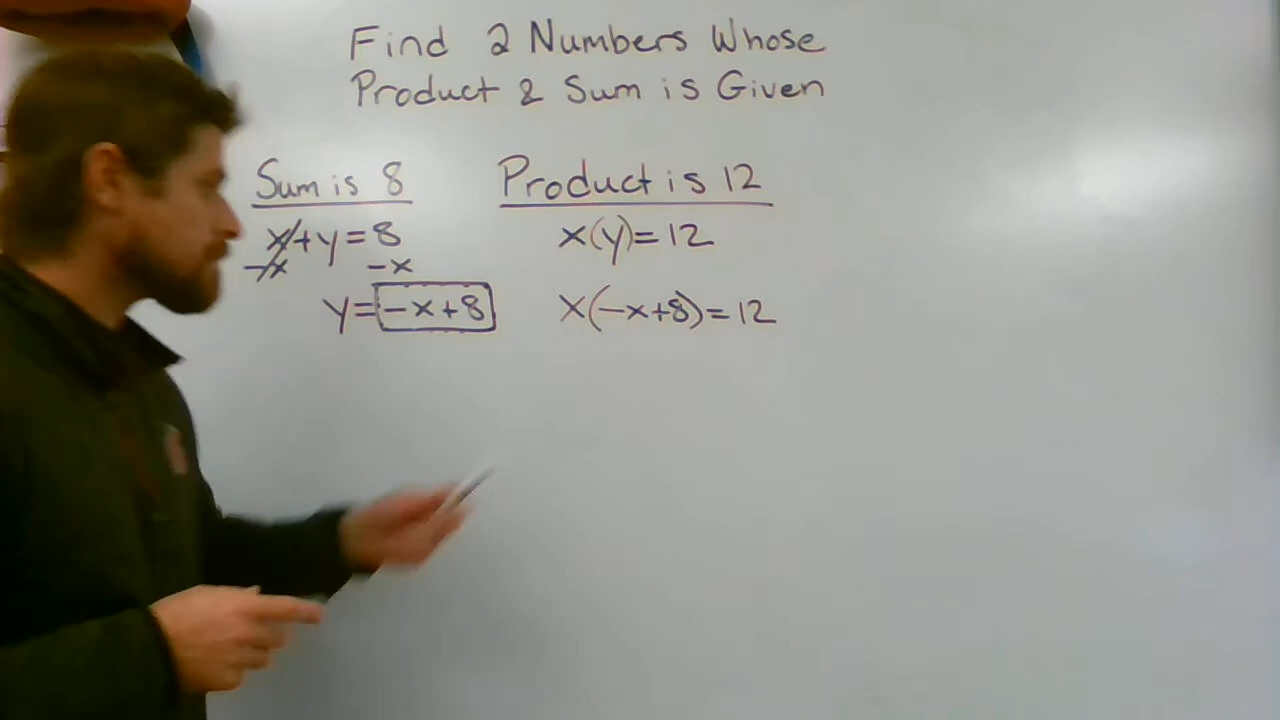 Find 2 Numbers Whose
Product & Sum is Given
Sum is 8
x+y=8
-x -x
y=-x+8
Product is 12
x(y)=12
x(-x+8)=12